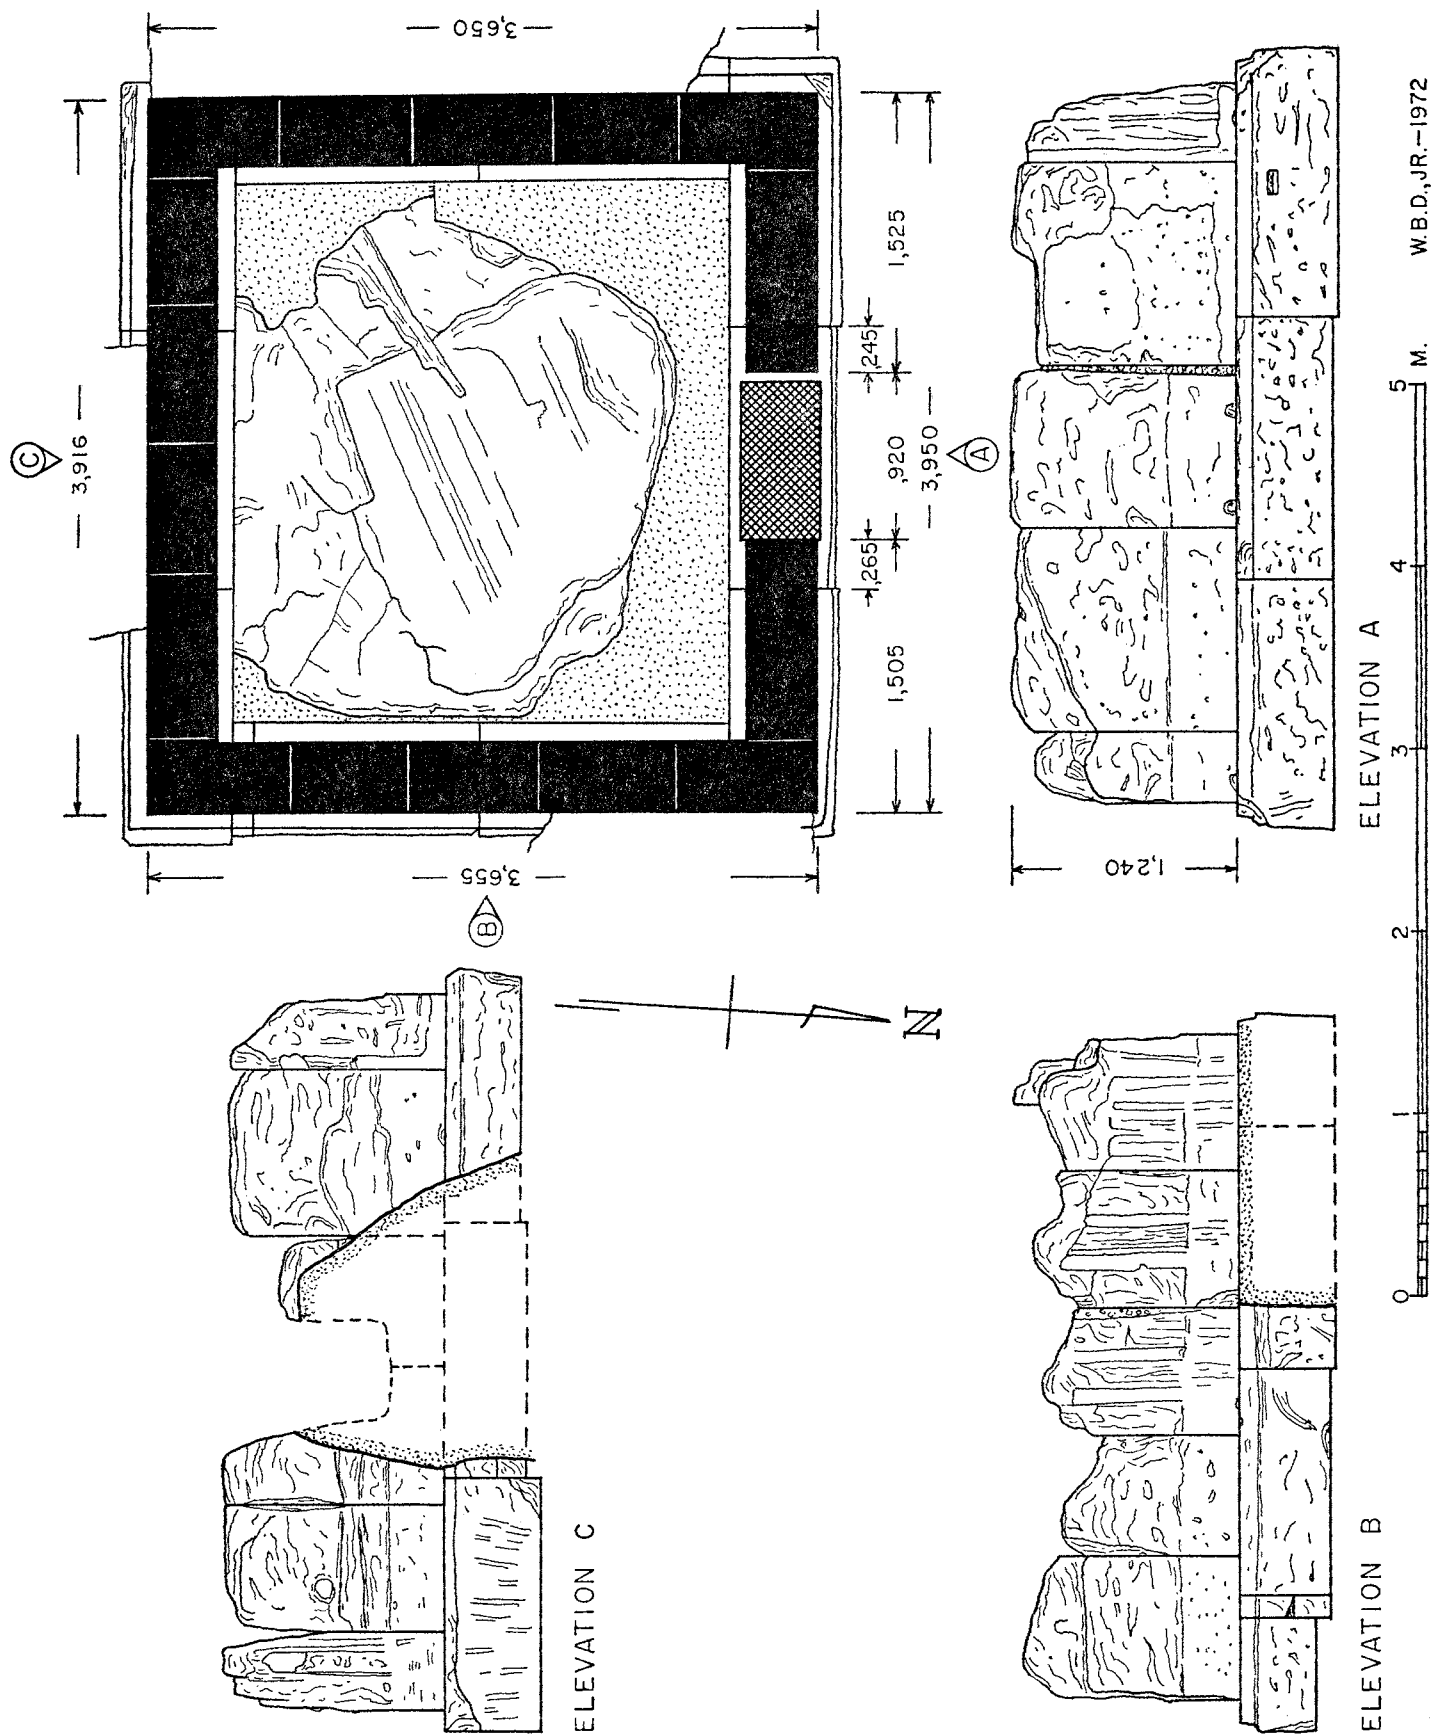 C
— 3,916 —
— 3,650 —
— 3,655 —
B
1,505
,265
,920
,245
1,525
— 3,950 —
A
N
ELEVATION C
1,240
ELEVATION A
ELEVATION B
0 1 2 3 4 5 M.
W.B.D., JR.—1972